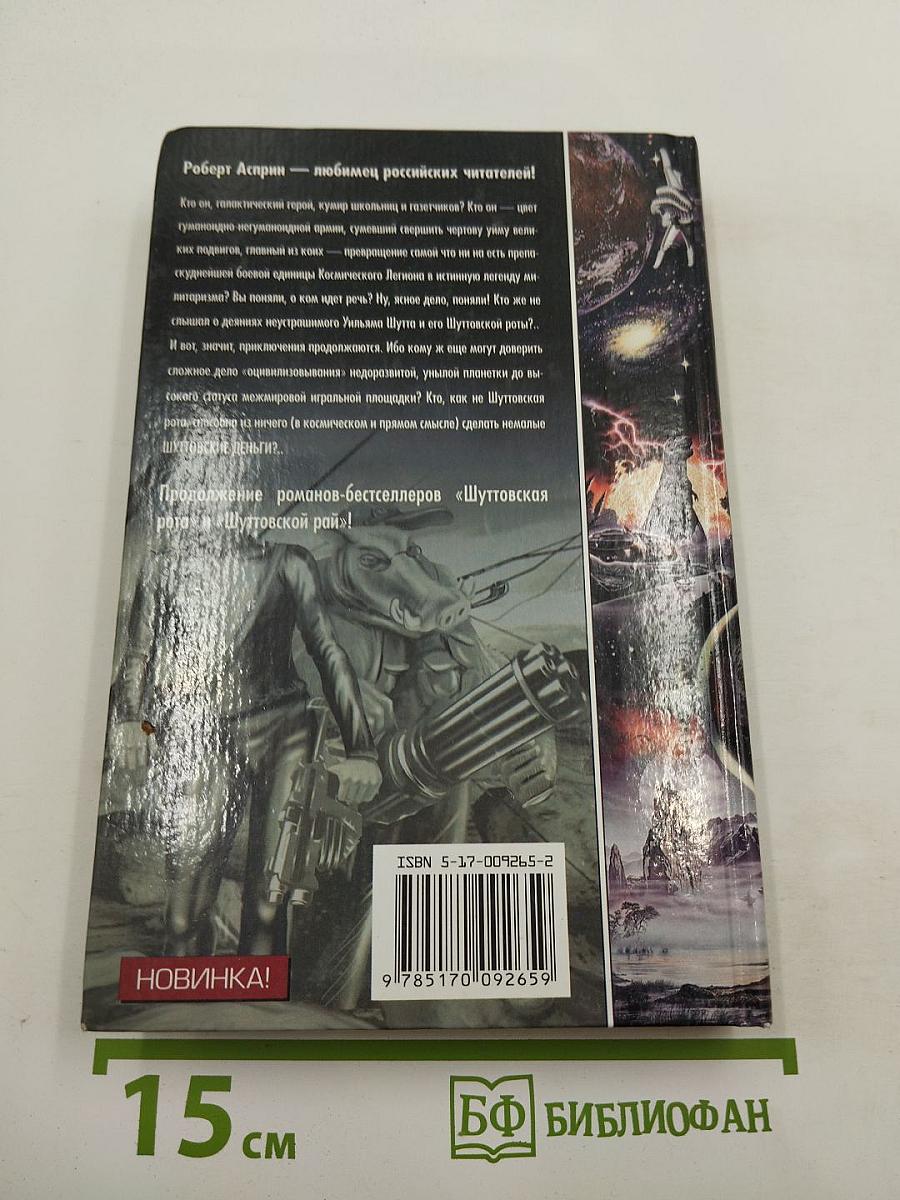 Роберт Асприн — любимец российских читателей!
Кто он, галактический герой, кумир школьниц и газетчиков? Кто он — цвет
гуманоидно-негуманоидной армии, сумевший свершить чертову уйму вели-
ких подвигов, главный из коих — превращение самой что ни на есть препа-
скуднейшей боевой единицы Космического Легиона в истинную легенду ми-
литаризма? Вы поняли, о ком идет речь? Ну, ясное дело, поняли! Кто же не
слышал о деяниях неустрашимого Уильяма Шутта и его Шуттовской роты?..
И вот, значит, приключения продолжаются. Ибо кому ж еще могут доверить
сложное дело «оцивилизовывания» недоразвитой, унылой планетки до вы-
сокого статуса межмировой игральной площадки? Кто, как не Шуттовская
рота, способна из ничего (в космическом и прямом смысле) сделать немалые
ШУТТОВСКИЕ ДЕНЬГИ?..
Продолжение романов-бестселлеров «Шуттовская
рота» и «Шуттовской рай»!
ISBN 5-17-009265-2
9 785170 092659
НОВИНКА!
15 см
БФ БИБЛИОФАН